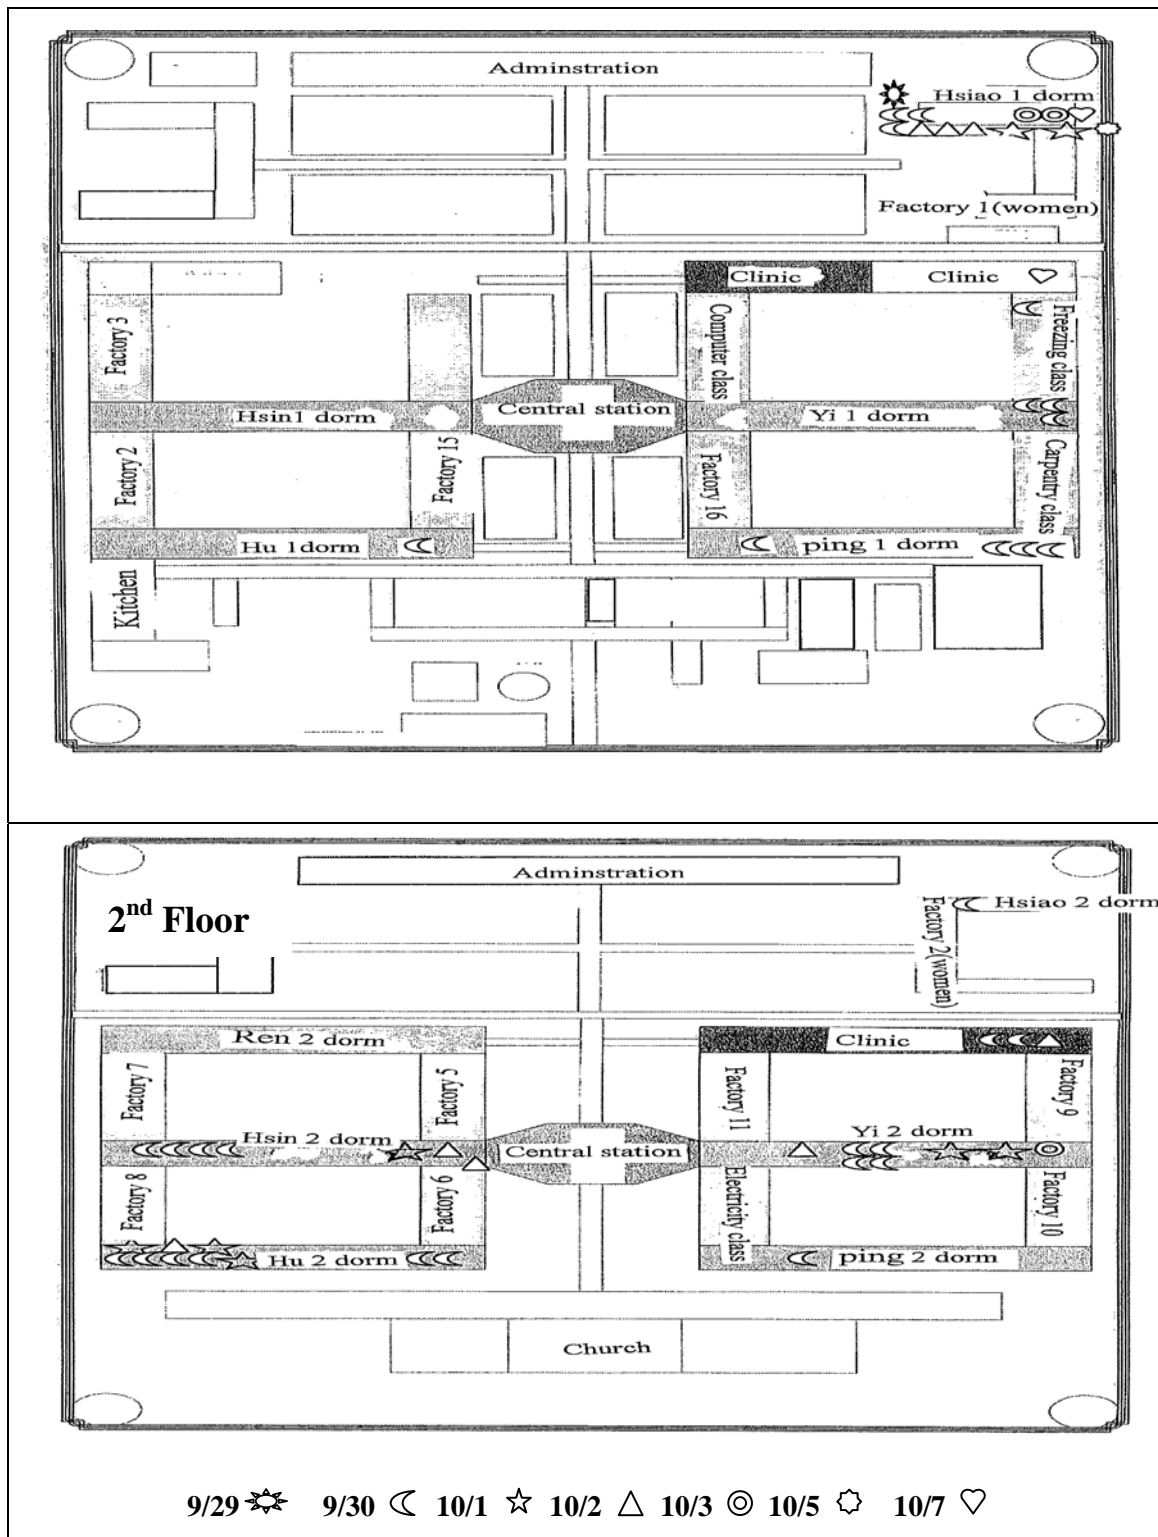 Adminstration
Hsiao 1 dorm
Factory 1(women)
Clinic
Clinic
Factory 3
Computer class
Freezing class
Hsin1 dorm
Central station
Yi 1 dorm
Factory 2
Factory 15
Factory 16
Carpentry class
Hu 1dorm
ping 1 dorm
Kitchen
Adminstration
2nd Floor
Hsiao 2 dorm
Factory 2(women)
Ren 2 dorm
Clinic
Factory 7
Factory 5
Factory 11
Factory 9
Hsin 2 dorm
Central station
Yi 2 dorm
Factory 8
Factory 6
Electricity class
Factory 10
Hu 2 dorm
ping 2 dorm
Church
9/29 9/30 10/1 10/2 10/3 10/5 10/7